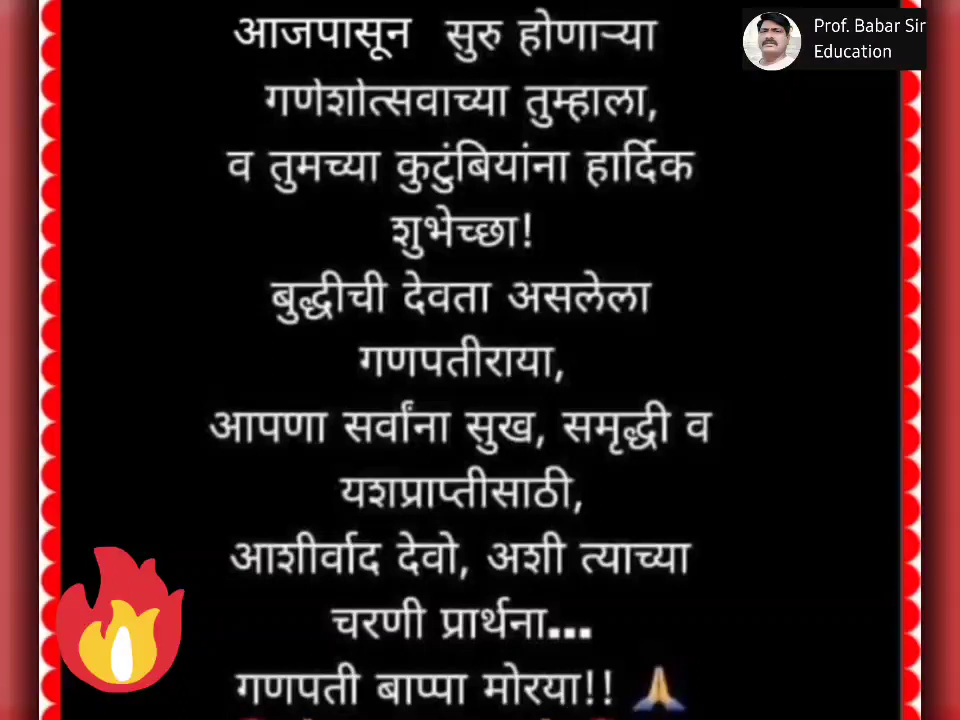 आजपासून सुरु होणाऱ्या
गणेशोत्सवाच्या तुम्हाला,
व तुमच्या कुटुंबियांना हार्दिक
शुभेच्छा!
बुद्धीची देवता असलेला
गणपतीराया,
आपणा सर्वांना सुख, समृद्धी व
यशप्राप्तीसाठी,
आशीर्वाद देवो, अशी त्याच्या
चरणी प्रार्थना...
गणपती बाप्पा मोरया!! 🙏
Prof. Babar Sir
Education